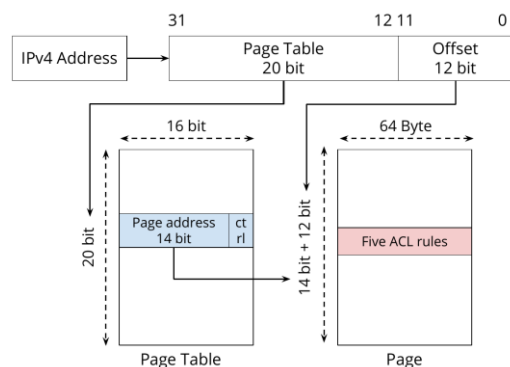 31
12 11
0
IPv4 Address
Page Table
20 bit
Offset
12 bit
16 bit
64 Byte
20 bit
Page address
14 bit
ct
rl
14 bit + 12 bit
Five ACL rules
Page Table
Page